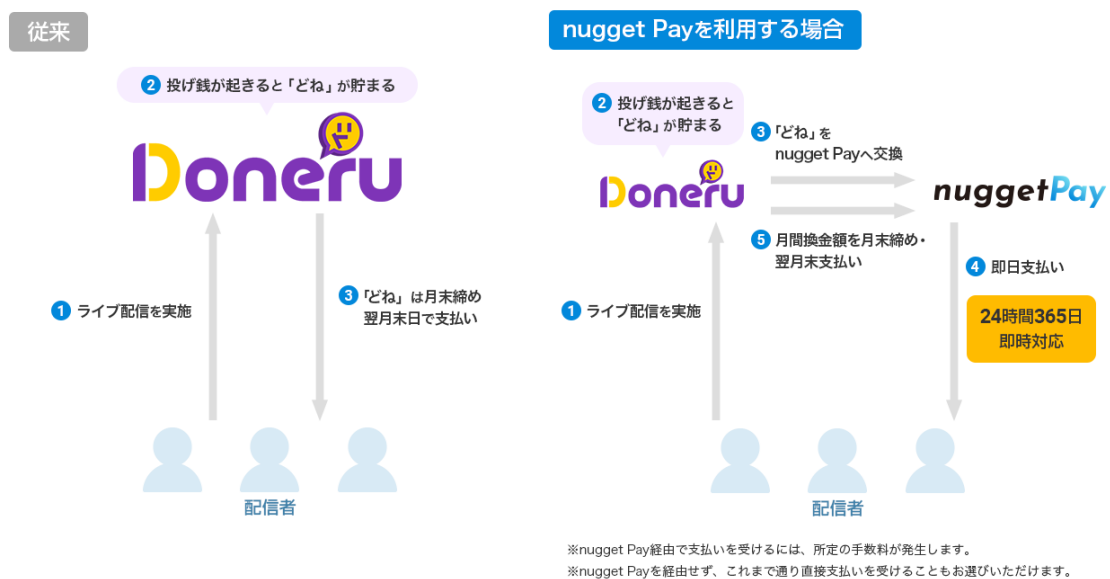 従来
② 投げ銭が起きると「どね」が貯まる
Doneru
① ライブ配信を実施
③ 「どね」は月末締め
翌月末日で支払い
配信者
nugget Payを利用する場合
② 投げ銭が起きると
「どね」が貯まる
Doneru
③ 「どね」を
nugget Payへ交換
nuggetPay
⑤ 月間換金額を月末締め・
翌月末支払い
④ 即日支払い
24時間365日
即時対応
① ライブ配信を実施
配信者
※nugget Pay経由で支払いを受けるには、所定の手数料が発生します。
※nugget Payを経由せず、これまで通り直接支払いを受けることもお選びいただけます。